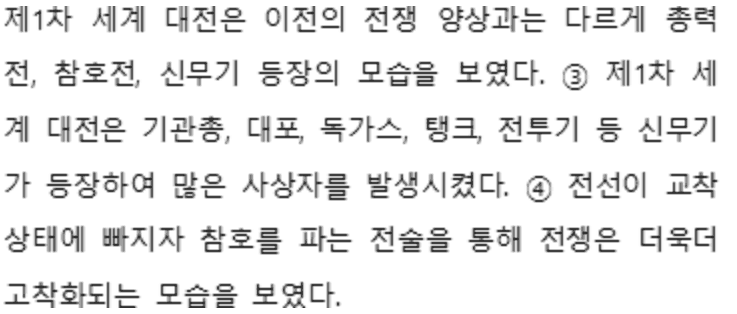 제1차 세계 대전은 이전의 전쟁 양상과는 다르게 총력
전, 참호전, 신무기 등장의 모습을 보였다. ③ 제1차 세
계 대전은 기관총, 대포, 독가스, 탱크, 전투기 등 신무기
가 등장하여 많은 사상자를 발생시켰다. ④ 전선이 교착
상태에 빠지자 참호를 파는 전술을 통해 전쟁은 더욱더
고착화되는 모습을 보였다.